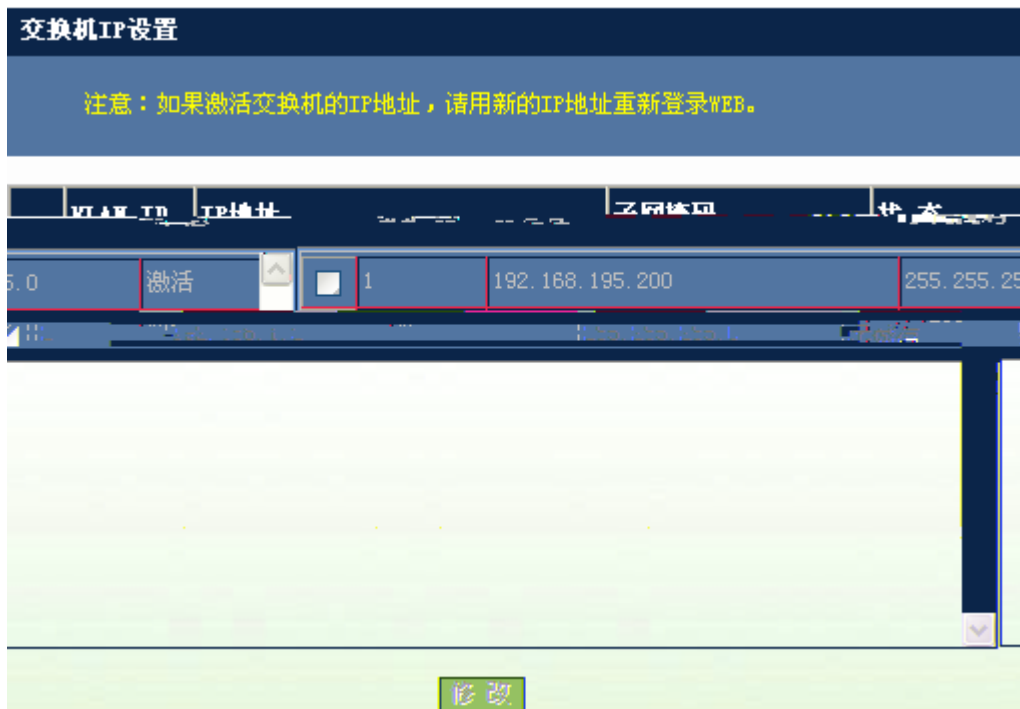 交换机IP设置
注意：如果激活交换机的IP地址，请用新的IP地址重新登录WEB。
VLAN ID IP地址 子网掩码 状 态
5.0 激活 1 192.168.195.200 255.255.25
修 改